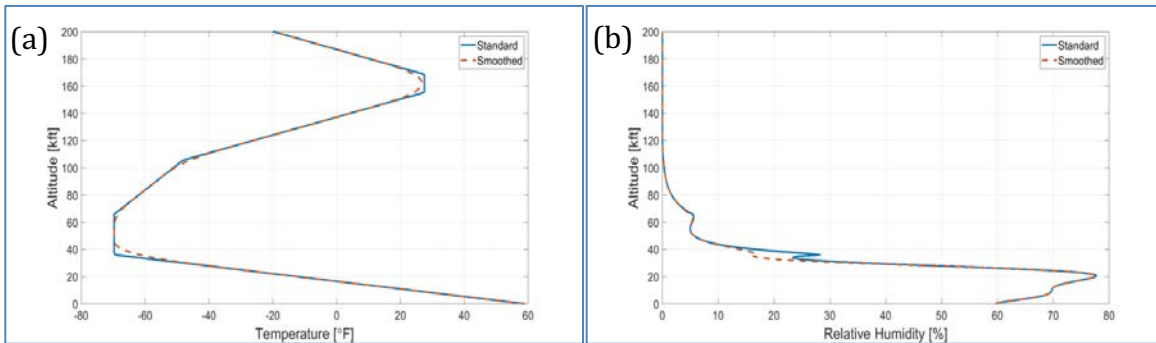 (a)
200
180
160
140
120
100
80
60
40
20
0
Altitude [kft]
-80 -60 -40 -20 0 20 40 60
Temperature [°F]
Standard
Smoothed
(b)
200
180
160
140
120
100
80
60
40
20
0
Altitude [kft]
0 10 20 30 40 50 60 70 80
Relative Humidity [%]
Standard
Smoothed